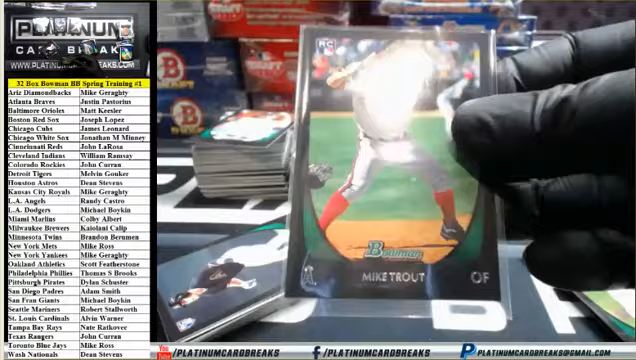 PLATINUM
CARD BREAKS
WWW.PLATINUMCARDBREAKS.COM
32 Box Bowman BB Spring Training #1
Ariz Diamondbacks Mike Geraghty
Atlanta Braves Justin Pastorius
Baltimore Orioles Matt Keesler
Boston Red Sox Joseph Lopez
Chicago Cubs James Leonard
Chicago White Sox Jonathan M Minney
Cincinnati Reds John LaRosa
Cleveland Indians William Ramsay
Colorado Rockies John Curran
Detroit Tigers Melvin Gouker
Houston Astros Dean Stevens
Kansas City Royals Mike Geraghty
L.A. Angels Randy Castro
L.A. Dodgers Michael Boykin
Miami Marlins Colby Albert
Milwaukee Brewers Kaiolani Calip
Minnesota Twins Brandon Berumen
New York Mets Mike Ross
New York Yankees Mike Geraghty
Oakland Athletics Scott Featherstone
Philadelphia Phillies Thomas S Brooks
Pittsburgh Pirates Dylan Schuster
San Diego Padres Adam Smith
San Fran Giants Michael Boykin
Seattle Mariners Robert Stallworth
St. Louis Cardinals Alvin Warner
Tampa Bay Rays Nate Ratkovec
Texas Rangers John Curran
Toronto Blue Jays Mike Ross
Wash Nationals Dean Stevens
RC
Bowman
MIKE TROUT OF
You Tube /PLATINUMCARDBREAKS f /PLATINUMCARDBREAKS P PLATINUMCARDBREAKS@GMAIL.COM